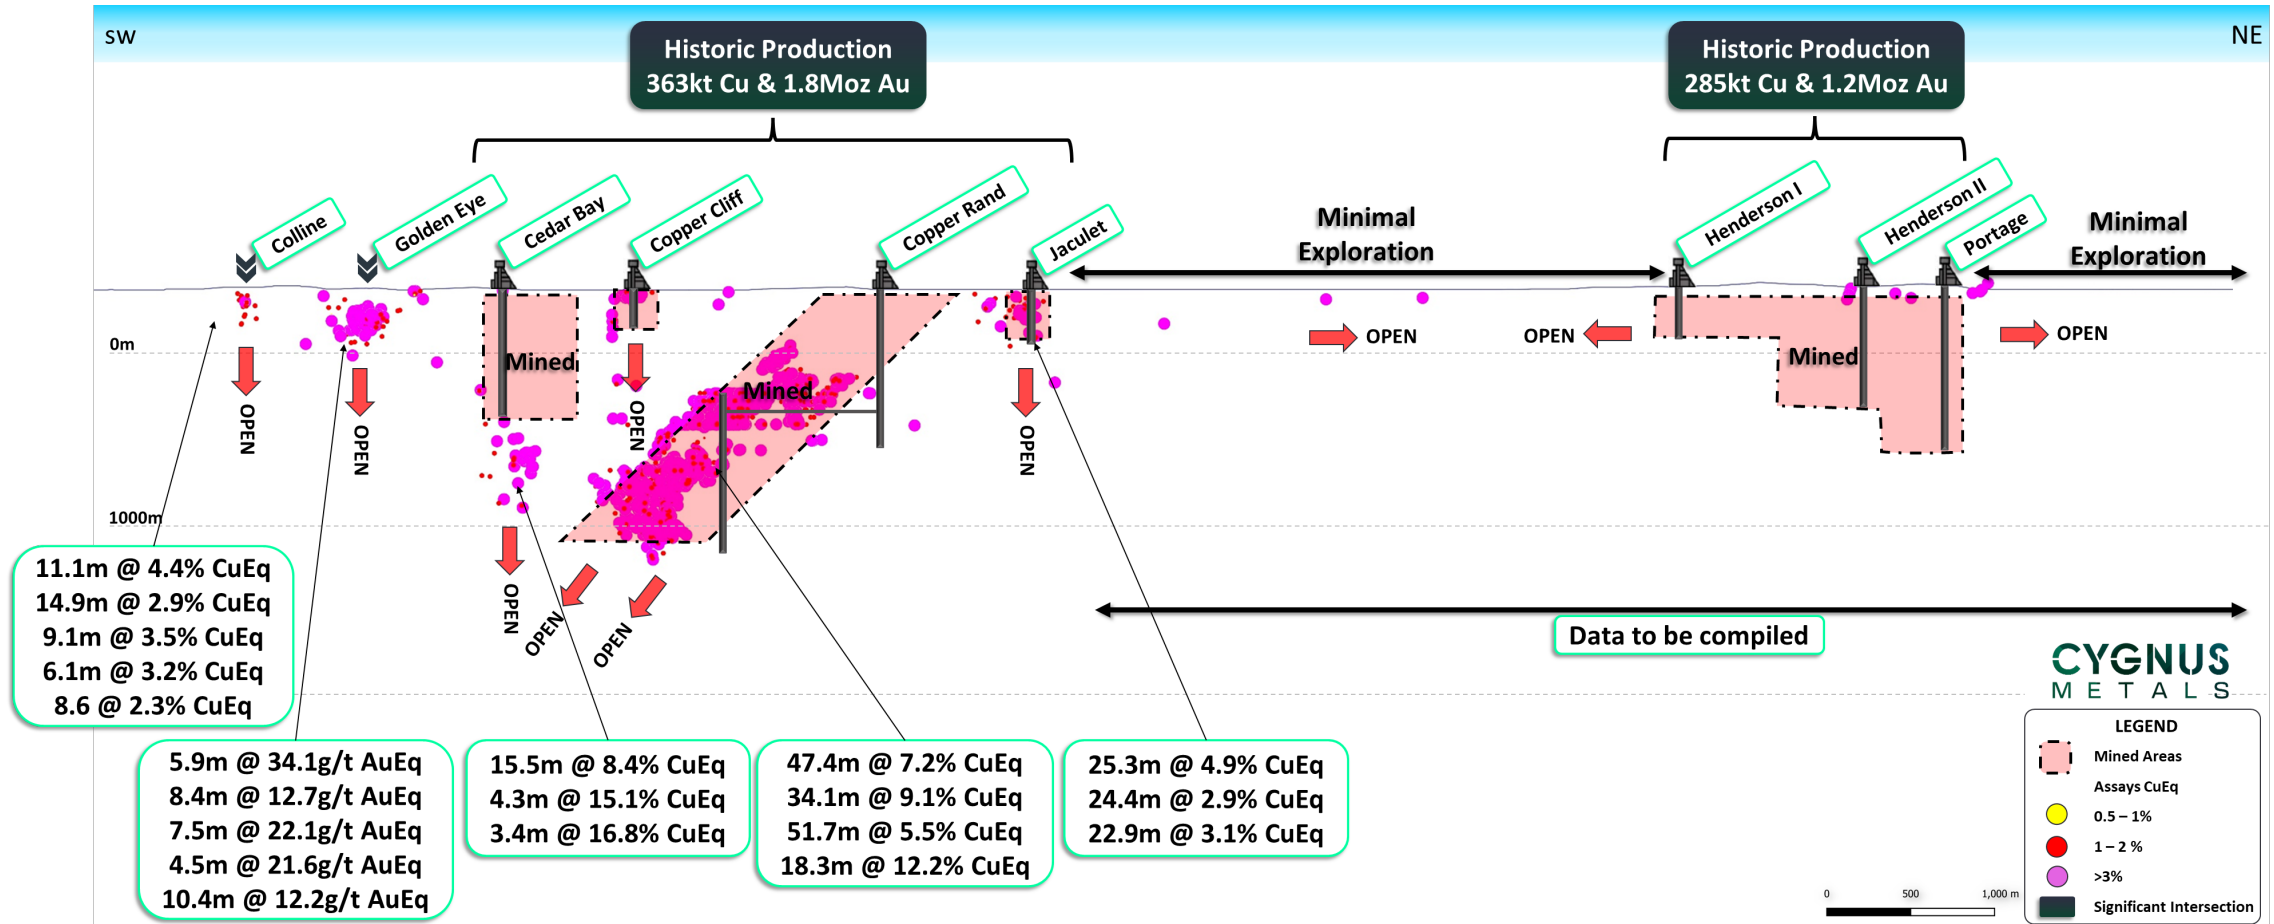 SW
NE
Historic Production
363kt Cu & 1.8Moz Au
Historic Production
285kt Cu & 1.2Moz Au
Colline
Golden Eye
Cedar Bay
Copper Cliff
Copper Rand
Jaculet
Minimal
Exploration
Henderson I
Henderson II
Portage
Minimal
Exploration
0m
1000m
Mined
Mined
Mined
OPEN
OPEN
OPEN
OPEN
OPEN
OPEN
OPEN
OPEN
OPEN
OPEN
11.1m @ 4.4% CuEq
14.9m @ 2.9% CuEq
9.1m @ 3.5% CuEq
6.1m @ 3.2% CuEq
8.6 @ 2.3% CuEq
5.9m @ 34.1g/t AuEq
8.4m @ 12.7g/t AuEq
7.5m @ 22.1g/t AuEq
4.5m @ 21.6g/t AuEq
10.4m @ 12.2g/t AuEq
15.5m @ 8.4% CuEq
4.3m @ 15.1% CuEq
3.4m @ 16.8% CuEq
47.4m @ 7.2% CuEq
34.1m @ 9.1% CuEq
51.7m @ 5.5% CuEq
18.3m @ 12.2% CuEq
25.3m @ 4.9% CuEq
24.4m @ 2.9% CuEq
22.9m @ 3.1% CuEq
Data to be compiled
CYGNUS
METALS
LEGEND
Mined Areas
Assays CuEq
0.5 – 1%
1 – 2 %
>3%
Significant Intersection
0 500 1,000 m